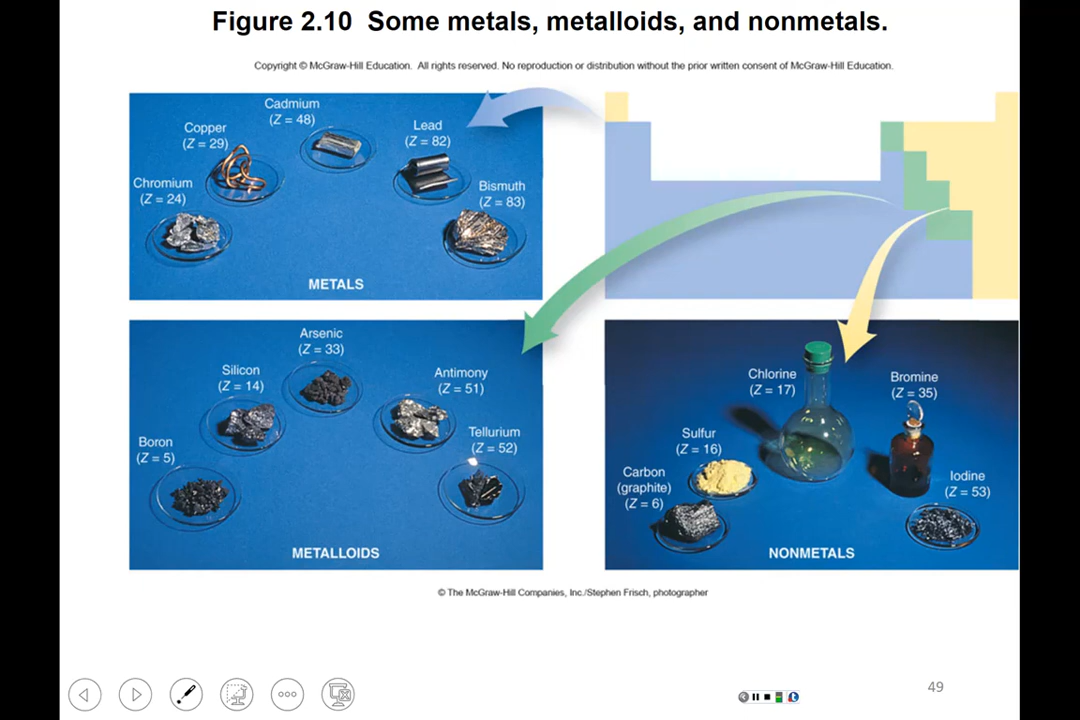 Figure 2.10 Some metals, metalloids, and nonmetals.
Copyright © McGraw-Hill Education. All rights reserved. No reproduction or distribution without the prior written consent of McGraw-Hill Education.
Cadmium
(Z = 48)
Copper
(Z = 29)
Lead
(Z = 82)
Chromium
(Z = 24)
Bismuth
(Z = 83)
METALS
Arsenic
(Z = 33)
Silicon
(Z = 14)
Antimony
(Z = 51)
Boron
(Z = 5)
Tellurium
(Z = 52)
METALLOIDS
Chlorine
(Z = 17)
Bromine
(Z = 35)
Sulfur
(Z = 16)
Carbon
(graphite)
(Z = 6)
Iodine
(Z = 53)
NONMETALS
© The McGraw-Hill Companies, Inc./Stephen Frisch, photographer
49